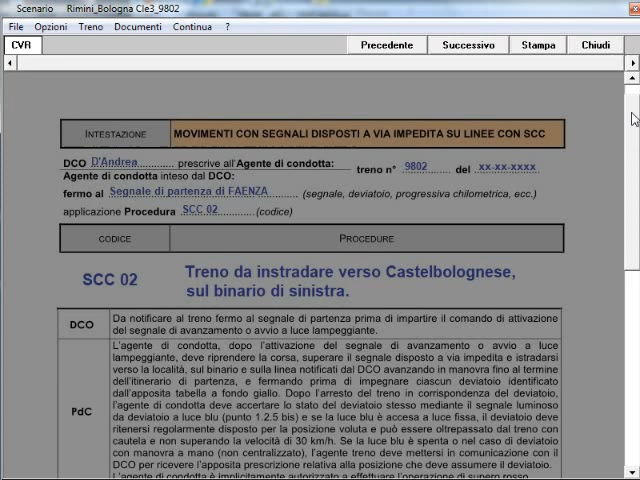 Scenario Rimini_Bologna Cle3_9802
File Opzioni Treno Documenti Continua ?
CVR Precedente Successivo Stampa Chiudi
INTESTAZIONE MOVIMENTI CON SEGNALI DISPOSTI A VIA IMPEDITA SU LINEE CON SCC
DCO D'Andrea prescrive all'Agente di condotta: treno n° 9802 del xx-xx-xxxx
Agente di condotta inteso dal DCO:
fermo al Segnale di partenza di FAENZA (segnale, deviatoio, progressiva chilometrica, ecc.)
applicazione Procedura SCC 02 (codice)
CODICE PROCEDURE
SCC 02 Treno da instradare verso Castelbolognese,
sul binario di sinistra.
DCO Da notificare al treno fermo al segnale di partenza prima di impartire il comando di attivazione
del segnale di avanzamento o avvio a luce lampeggiante.
L'agente di condotta, dopo l'attivazione del segnale di avanzamento o avvio a luce
lampeggiante, deve riprendere la corsa, superare il segnale disposto a via impedita e istradarsi
verso la località, sul binario e sulla linea notificati dal DCO avanzando in manovra fino al termine
dell'itinerario di partenza, e fermando prima di impegnare ciascun deviatoio identificato
dall'apposita tabella a fondo giallo. Dopo l'arresto del treno in corrispondenza del deviatoio,
l'agente di condotta deve accertare lo stato del deviatoio stesso mediante il segnale luminoso
PdC da deviatoio a luce blu (punto 1.2.5 bis) e se la luce blu è accesa a luce fissa, il deviatoio deve
ritenersi regolarmente disposto per la posizione voluta e può essere oltrepassato dal treno con
cautela e non superando la velocità di 30 km/h. Se la luce blu è spenta o nel caso di deviatoio
con manovra a mano (non centralizzato), l'agente treno deve mettersi in comunicazione con il
DCO per ricevere l'apposita prescrizione relativa alla posizione che deve assumere il deviatoio.
L'agente di condotta è implicitamente autorizzato a effettuare l'operazione di supero rosso